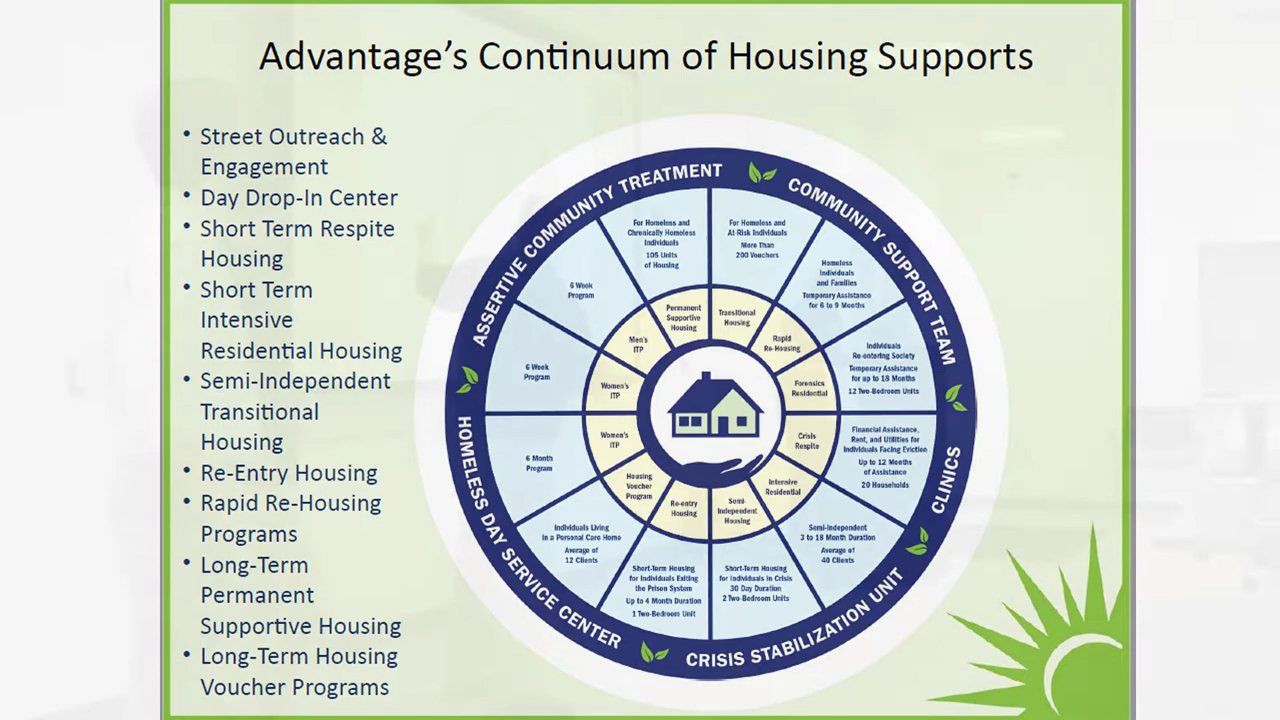 Advantage’s Continuum of Housing Supports
• Street Outreach &
Engagement
• Day Drop-In Center
• Short Term Respite
Housing
• Short Term
Intensive
Residential Housing
• Semi-Independent
Transitional
Housing
• Re-Entry Housing
• Rapid Re-Housing
Programs
• Long-Term
Permanent
Supportive Housing
• Long-Term Housing
Voucher Programs
ASSERTIVE COMMUNITY TREATMENT
COMMUNITY SUPPORT TEAM
CLINICS
CRISIS STABILIZATION UNIT
HOMELESS DAY SERVICE CENTER
For Homeless and
Chronically Homeless
Individuals
105 Units
of Housing
For Homeless and
At-Risk Individuals
More Than
200 Vouchers
Homeless
Individuals
and Families
Temporary Assistance
for 6 to 9 Months
Individuals
Re-entering Society
Temporary Assistance
for up to 18 Months
12 Two-Bedroom Units
Financial Assistance,
Rent, and Utilities for
Individuals Facing Eviction
Up to 12 Months
of Assistance
20 Households
Semi-Independent
3 to 18 Month Duration
Average of
40 Clients
Short-Term Housing
for Individuals in Crisis
30 Day Duration
2 Two-Bedroom Units
Short-Term Housing
for Individuals Exiting
the Prison System
Up to 4 Month Duration
1 Two-Bedroom Unit
Individuals Living
in a Personal Care Home
Average of
12 Clients
6 Month
Program
6 Week
Program
6 Week
Program
Permanent
Supportive
Housing
Transitional
Housing
Rapid
Re-Housing
Forensics
Residential
Crisis
Respite
Intensive
Residential
Semi-
Independent
Housing
Re-entry
Housing
Housing
Voucher
Program
Women's
ITP
Women's
ITP
Men's
ITP